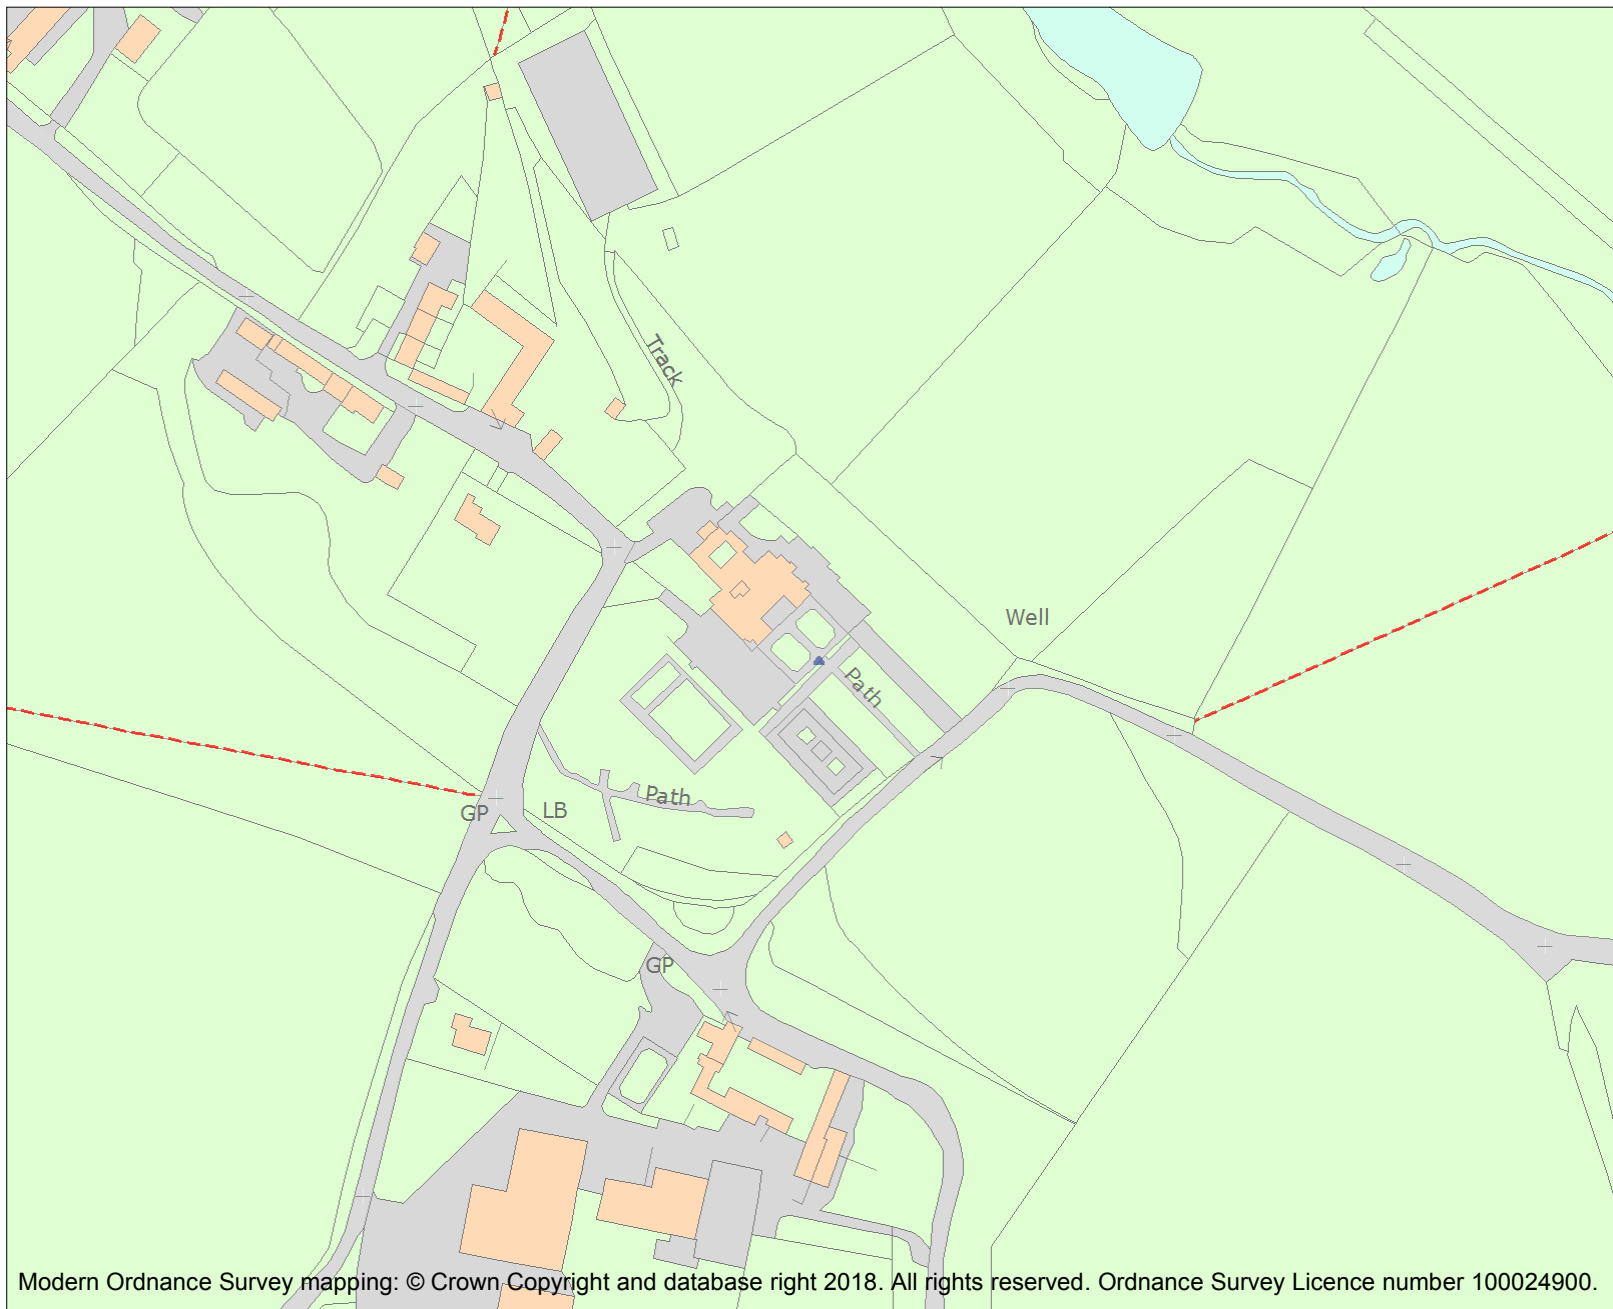 Track
Well
Path
Path
GP
LB
GP
Modern Ordnance Survey mapping: © Crown Copyright and database right 2018. All rights reserved. Ordnance Survey Licence number 100024900.